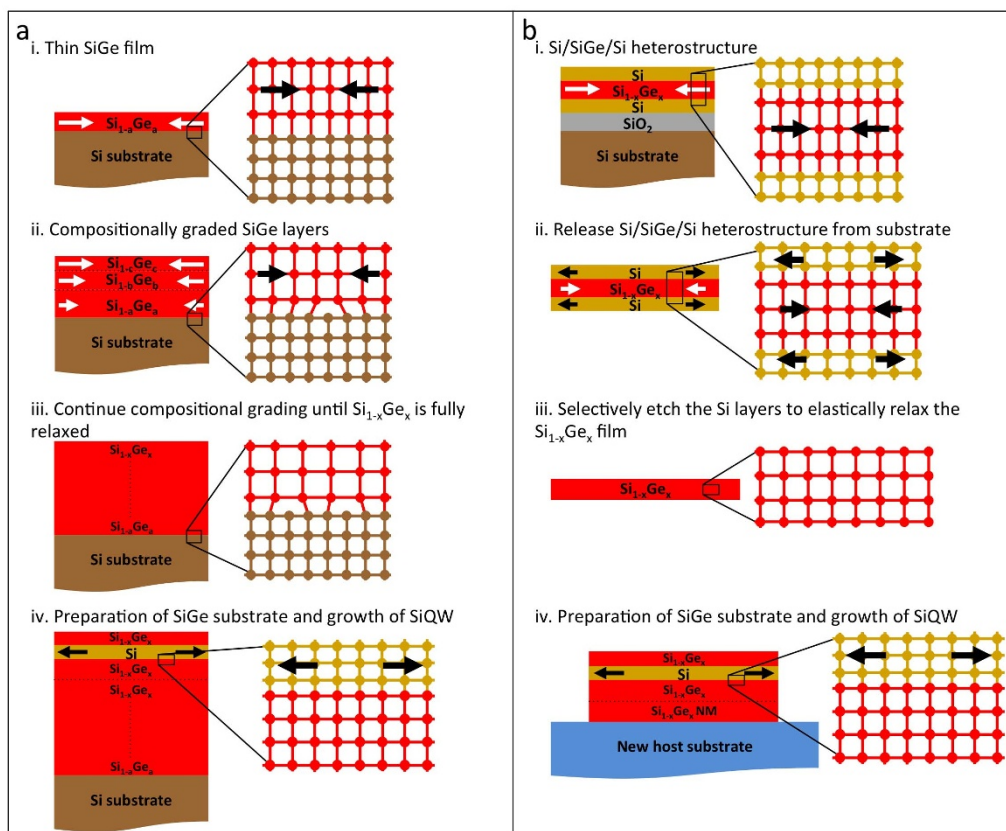 a
i. Thin SiGe film
Si₁₋ₐGeₐ
Si substrate
ii. Compositionally graded SiGe layers
Si₁₋cGec
Si₁₋bGeb
Si₁₋ₐGeₐ
Si substrate
iii. Continue compositional grading until Si₁₋ₓGeₓ is fully
relaxed
Si₁₋ₓGeₓ
Si₁₋ₐGeₐ
Si substrate
iv. Preparation of SiGe substrate and growth of SiQW
Si₁₋ₓGeₓ
Si
Si₁₋ₓGeₓ
Si₁₋ₓGeₓ
Si₁₋ₐGeₐ
Si substrate
b
i. Si/SiGe/Si heterostructure
Si
Si₁₋ₓGeₓ
Si
SiO₂
Si substrate
ii. Release Si/SiGe/Si heterostructure from substrate
Si
Si₁₋ₓGeₓ
Si
iii. Selectively etch the Si layers to elastically relax the
Si₁₋ₓGeₓ film
Si₁₋ₓGeₓ
iv. Preparation of SiGe substrate and growth of SiQW
Si₁₋ₓGeₓ
Si
Si₁₋ₓGeₓ
Si₁₋ₓGeₓ NM
New host substrate